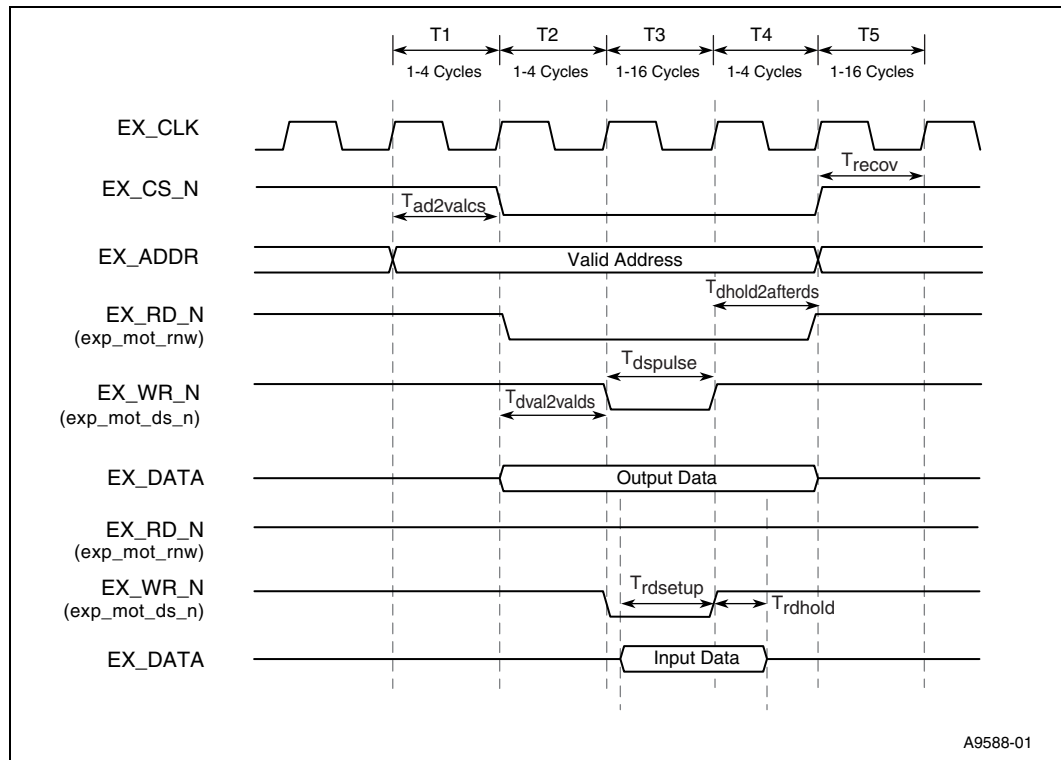 T1 T2 T3 T4 T5
1-4 Cycles 1-4 Cycles 1-16 Cycles 1-4 Cycles 1-16 Cycles
EX_CLK
Trecov
EX_CS_N
Tad2valcs
EX_ADDR
Valid Address
Tdhold2afterds
EX_RD_N
(exp_mot_rnw)
Tdspulse
EX_WR_N
(exp_mot_ds_n)
Tdval2valds
EX_DATA
Output Data
EX_RD_N
(exp_mot_rnw)
EX_WR_N
(exp_mot_ds_n)
Trdsetup
Trdhold
EX_DATA
Input Data
A9588-01